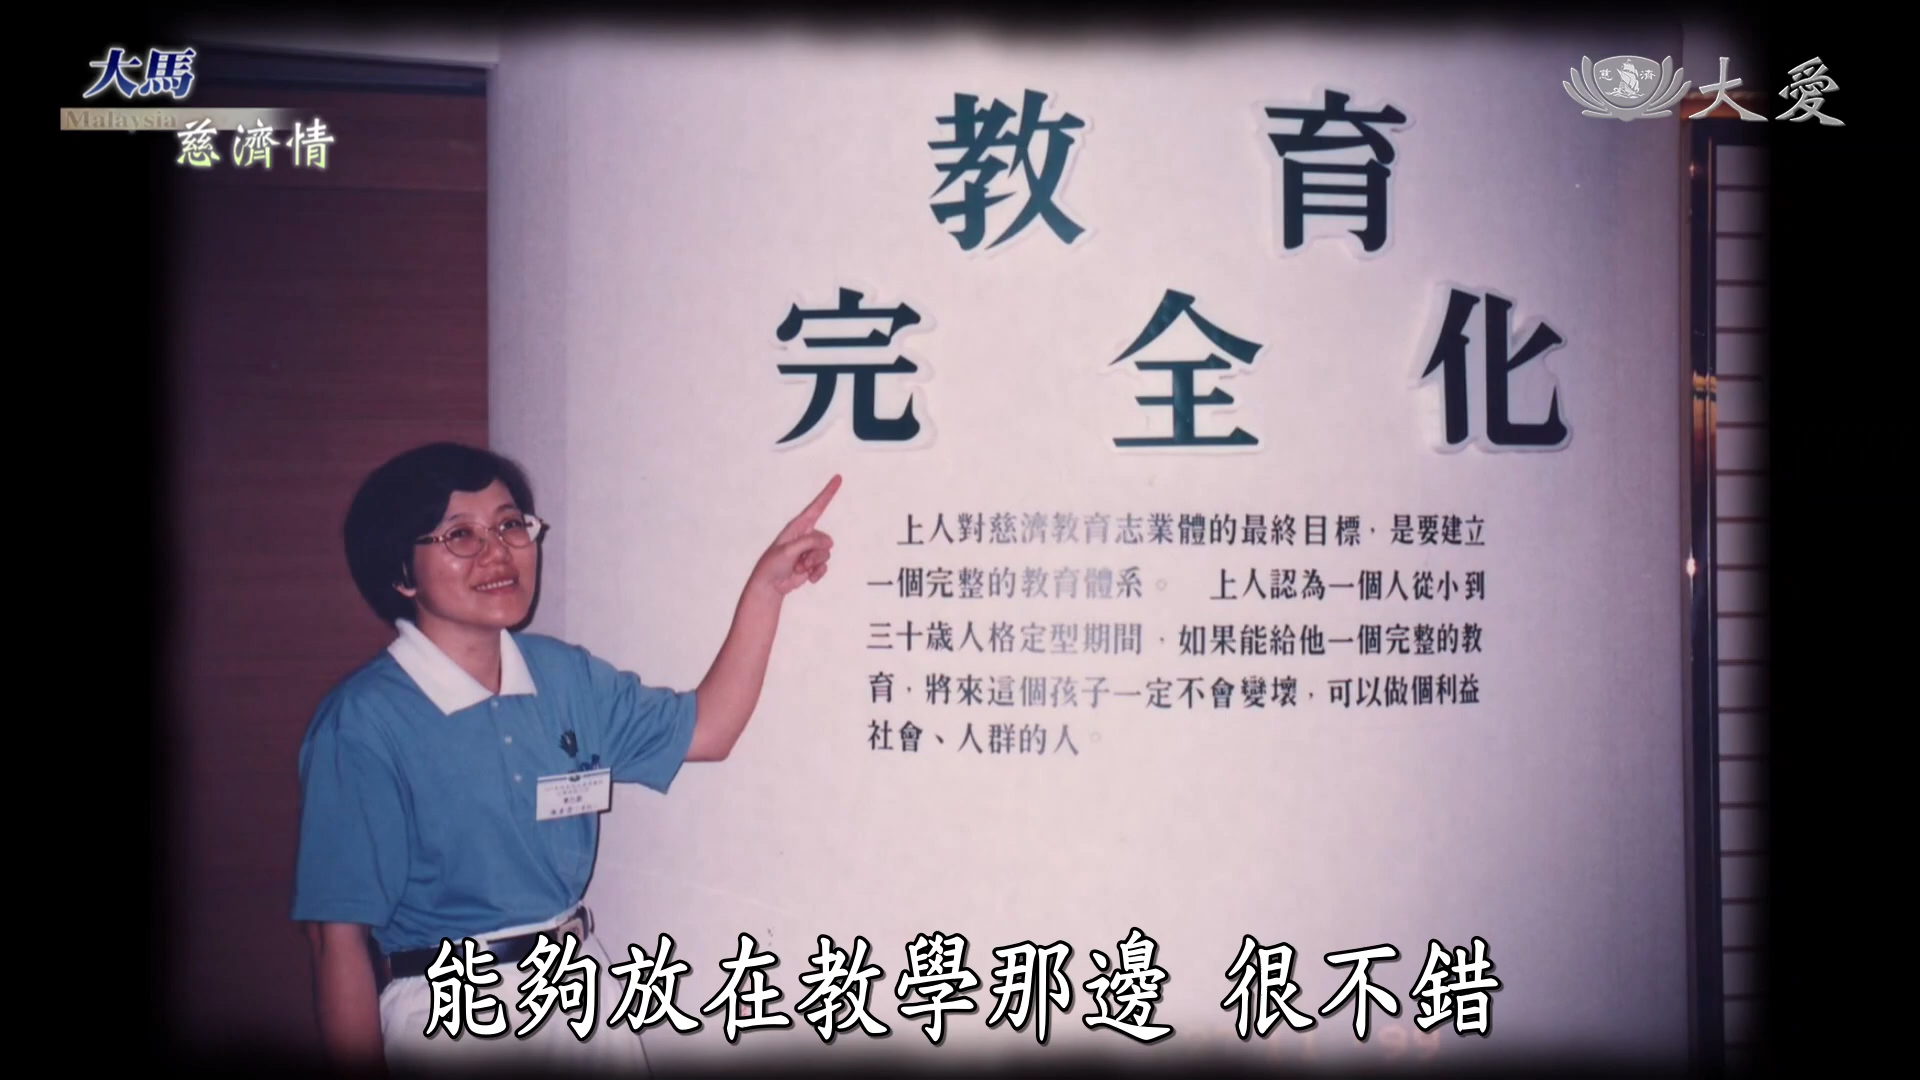 大馬
Malaysia
慈濟情
慈濟
大愛
教育
完全化
上人對慈濟教育志業體的最終目標，是要建立
一個完整的教育體系。 上人認為一個人從小到
三十歲人格定型期間，如果能給他一個完整的教
育，將來這個孩子一定不會變壞，可以做個利益
社會、人群的人。
能夠放在教學那邊 很不錯